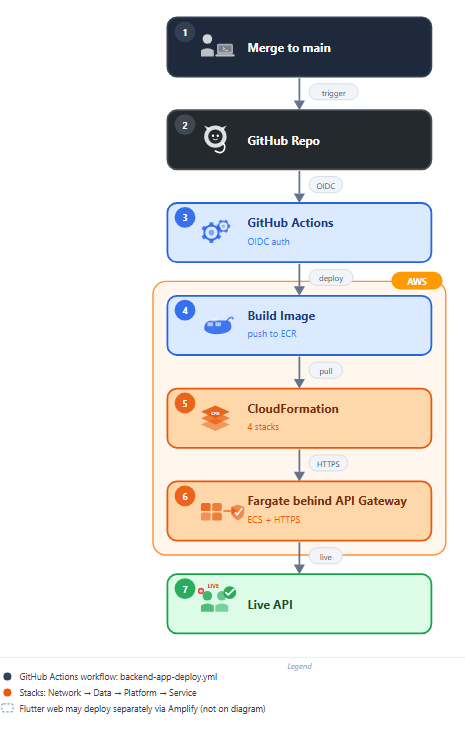 1
Merge to main
trigger
2
GitHub Repo
OIDC
3
GitHub Actions
OIDC auth
deploy
AWS
4
Build Image
push to ECR
pull
5
CloudFormation
4 stacks
HTTPS
6
Fargate behind API Gateway
ECS + HTTPS
live
7
LIVE
Live API
Legend
GitHub Actions workflow: backend-app-deploy.yml
Stacks: Network → Data → Platform → Service
Flutter web may deploy separately via Amplify (not on diagram)